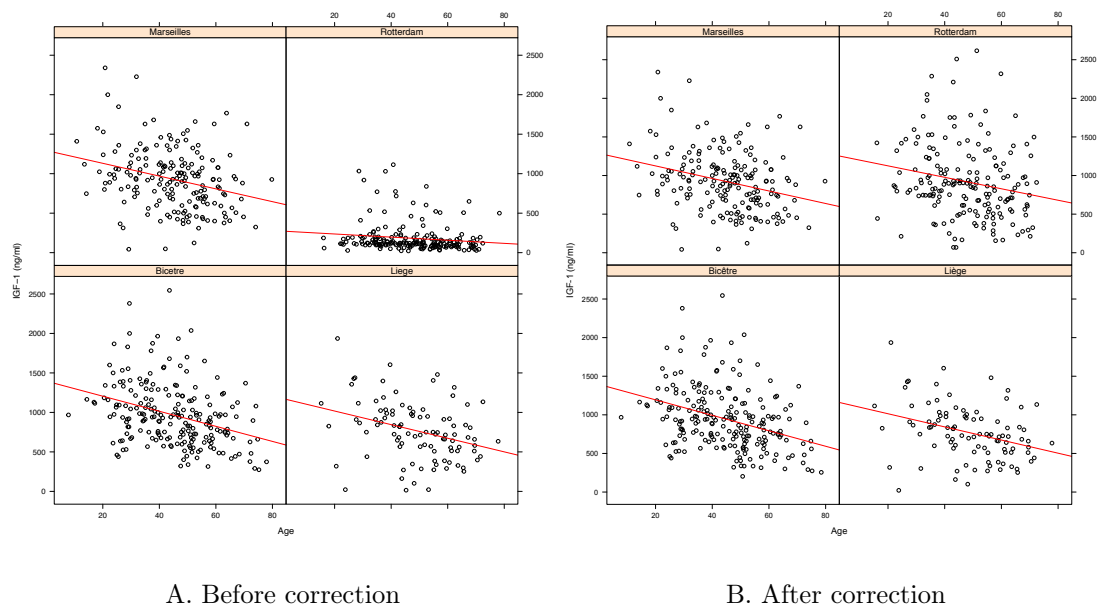 20 40 60 80
20 40 60 80
Marseilles Rotterdam
Marseilles Rotterdam
2500
2000
1500
1000
500
0
2500
2000
1500
1000
500
0
IGF−1 (ng/ml)
IGF−1 (ng/ml)
Bicetre Liege
Bicêtre Liège
2500
2000
1500
1000
500
0
2500
2000
1500
1000
500
0
20 40 60 80
20 40 60 80
Age
Age
A. Before correction
B. After correction